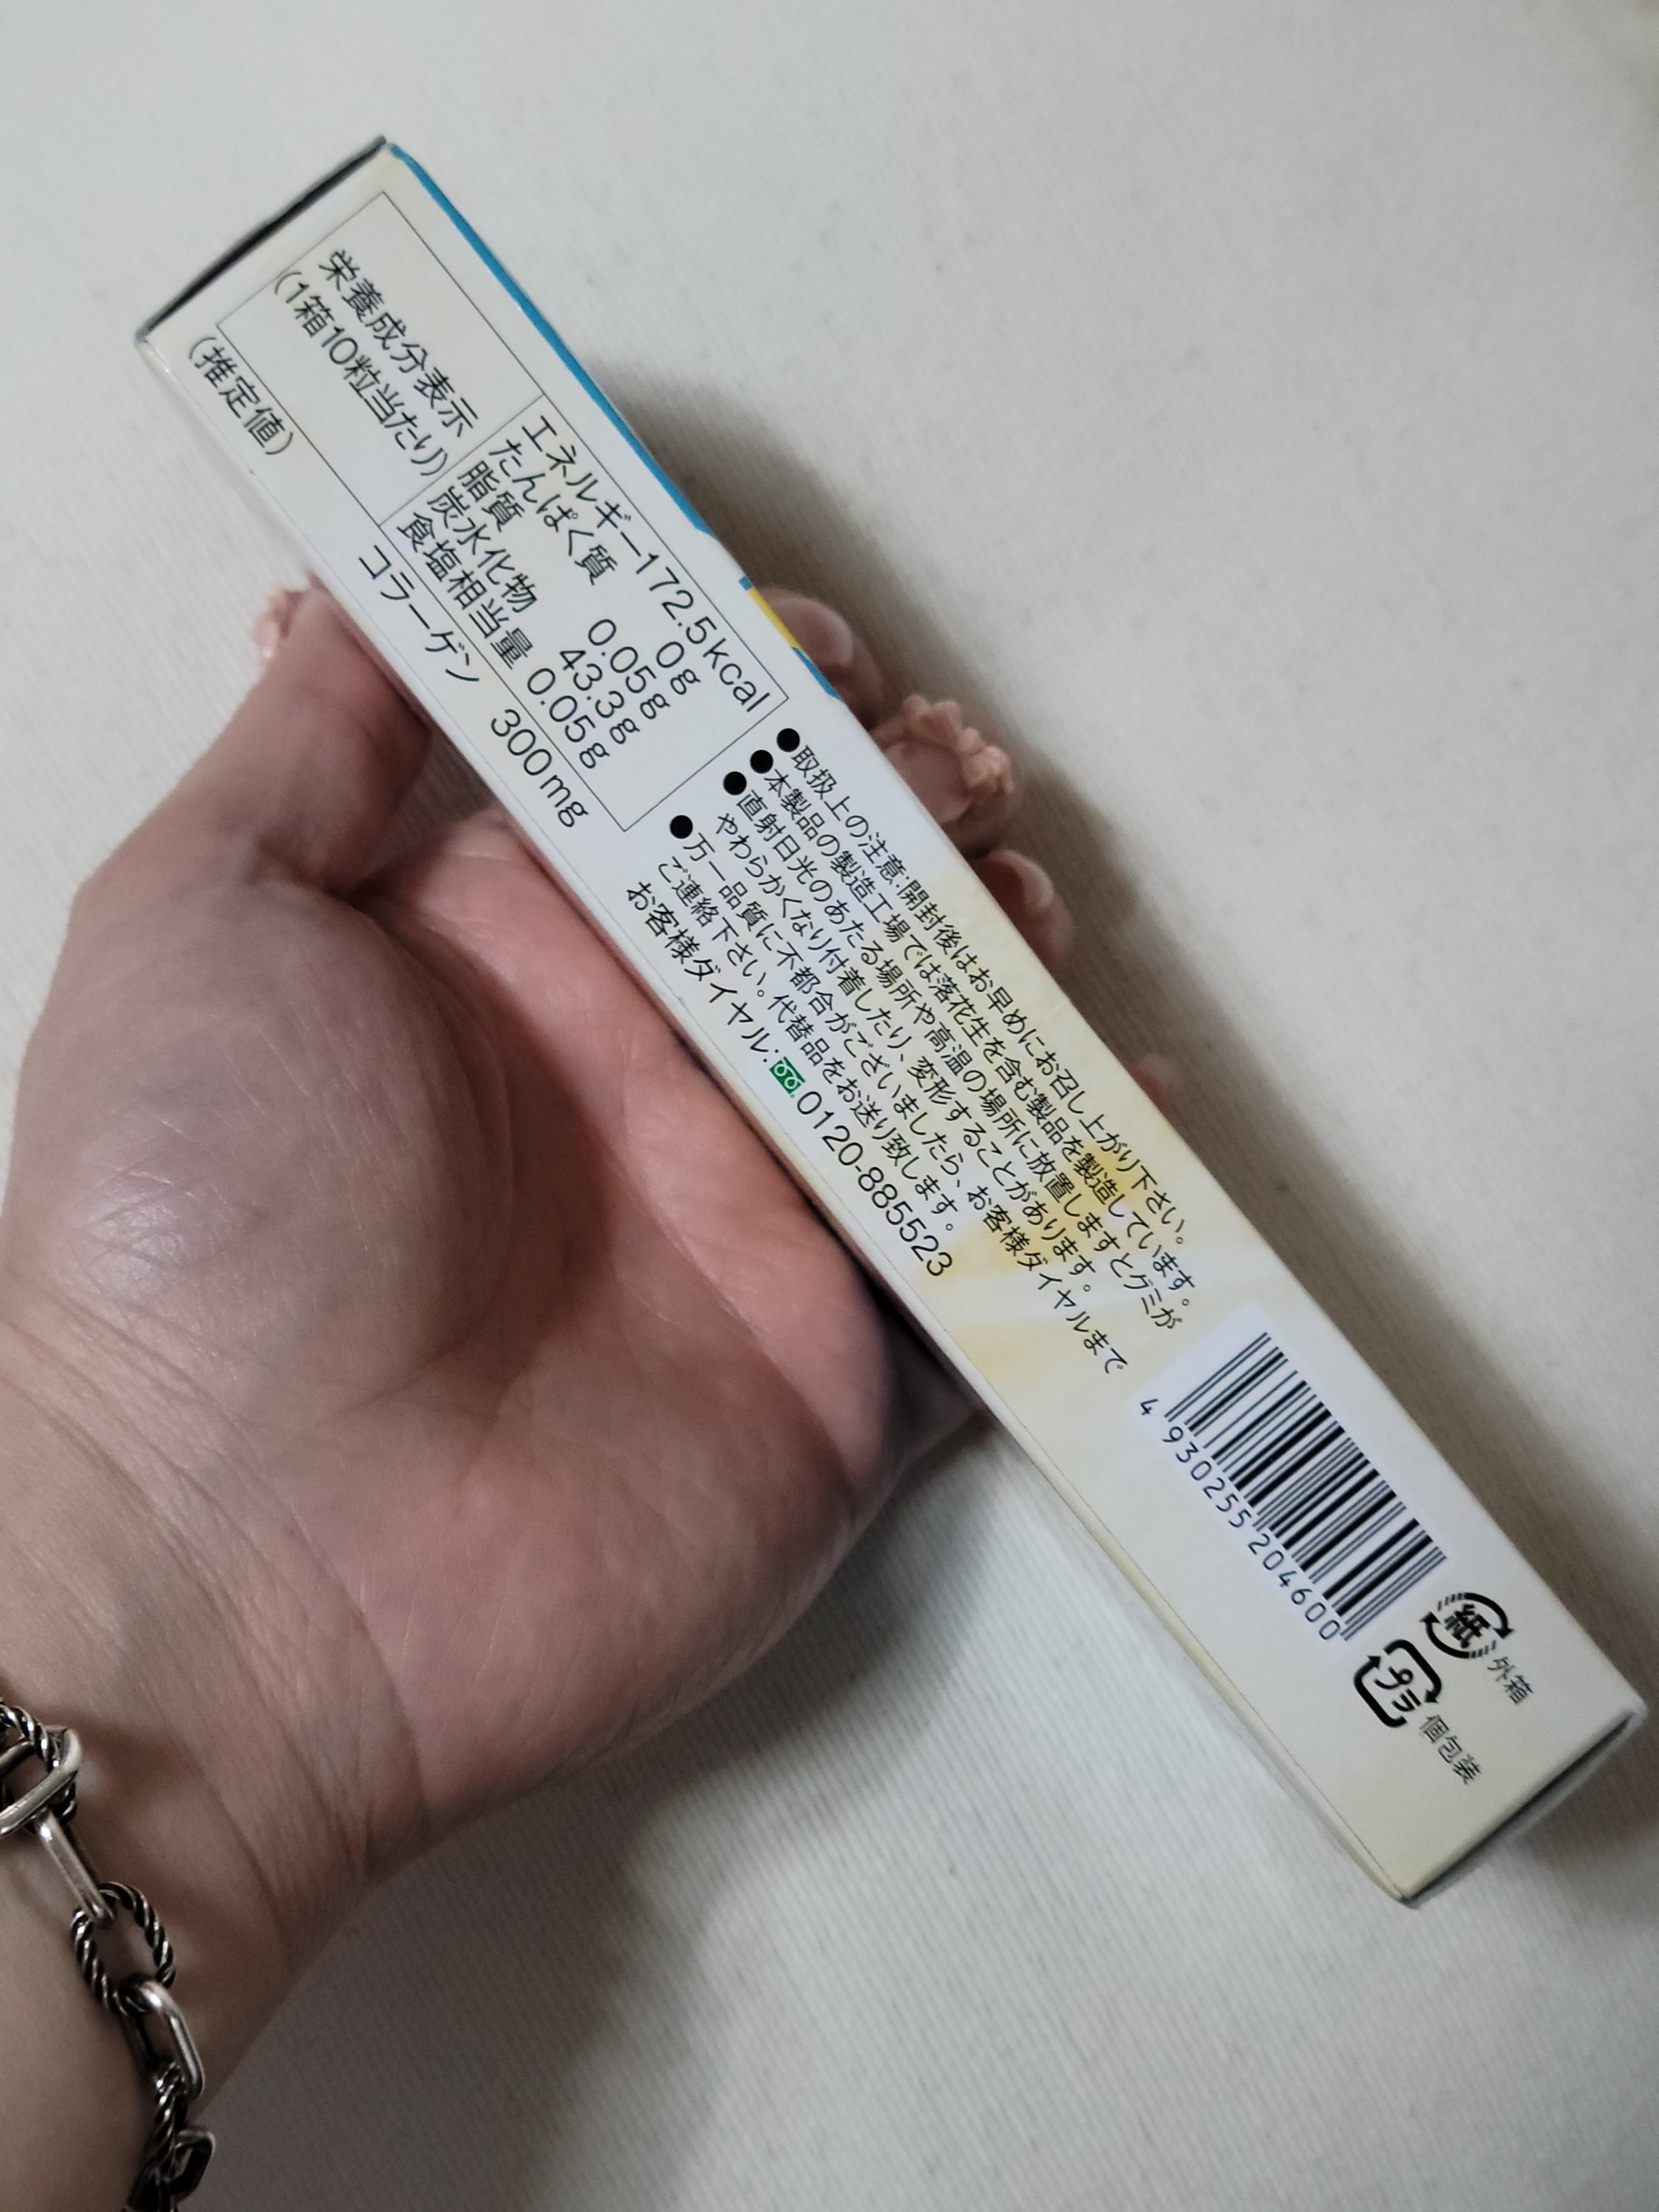 栄養成分表示
(1箱10粒当たり)
エネルギー172.5kcal
たんぱく質 0g
脂質 0.05g
炭水化物 43.3g
食塩相当量 0.05g
(推定値) コラーゲン 300mg
●取扱上の注意:開封後はお早めにお召し上がり下さい。
●本製品の製造工場では落花生を含む製品を製造しています。
●直射日光のあたる場所や高温の場所に放置しますとグミが
やわらかくなり付着したり、変形することがあります。
●万一品質に不都合がございましたら、お客様ダイヤルまで
ご連絡下さい。代替品をお送り致します。
お客様ダイヤル:0120-885523
4 930255 204600
紙 外箱
プラ 個包装